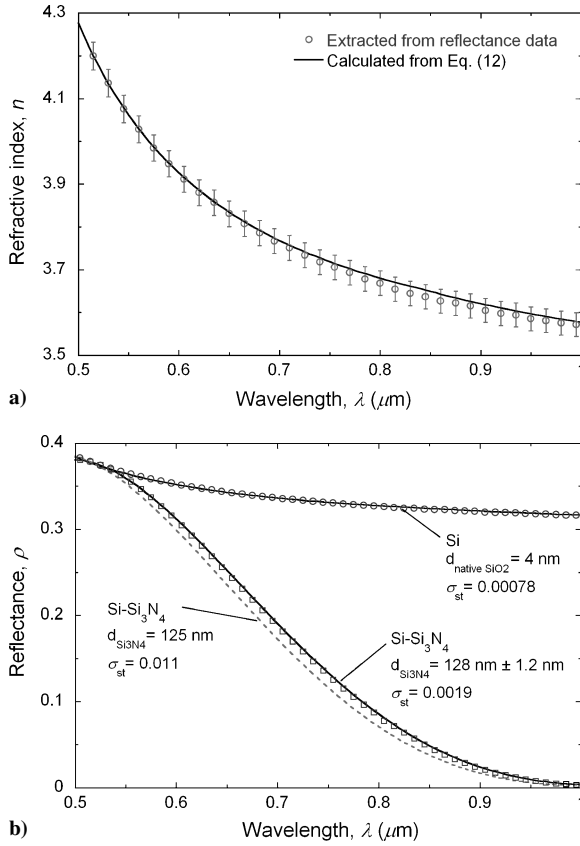 4.3
4.1
3.9
3.7
3.5
Refractive index, n
Extracted from reflectance data
Calculated from Eq. (12)
0.5 0.6 0.7 0.8 0.9 1
Wavelength, λ (μm)
a)
0.4
0.3
0.2
0.1
0
Reflectance, ρ
Si
d native SiO2 = 4 nm
σst = 0.00078
Si–Si3N4
dSi3N4 = 125 nm
σst = 0.011
Si–Si3N4
dSi3N4 = 128 nm ± 1.2 nm
σst = 0.0019
0.5 0.6 0.7 0.8 0.9 1
Wavelength, λ (μm)
b)